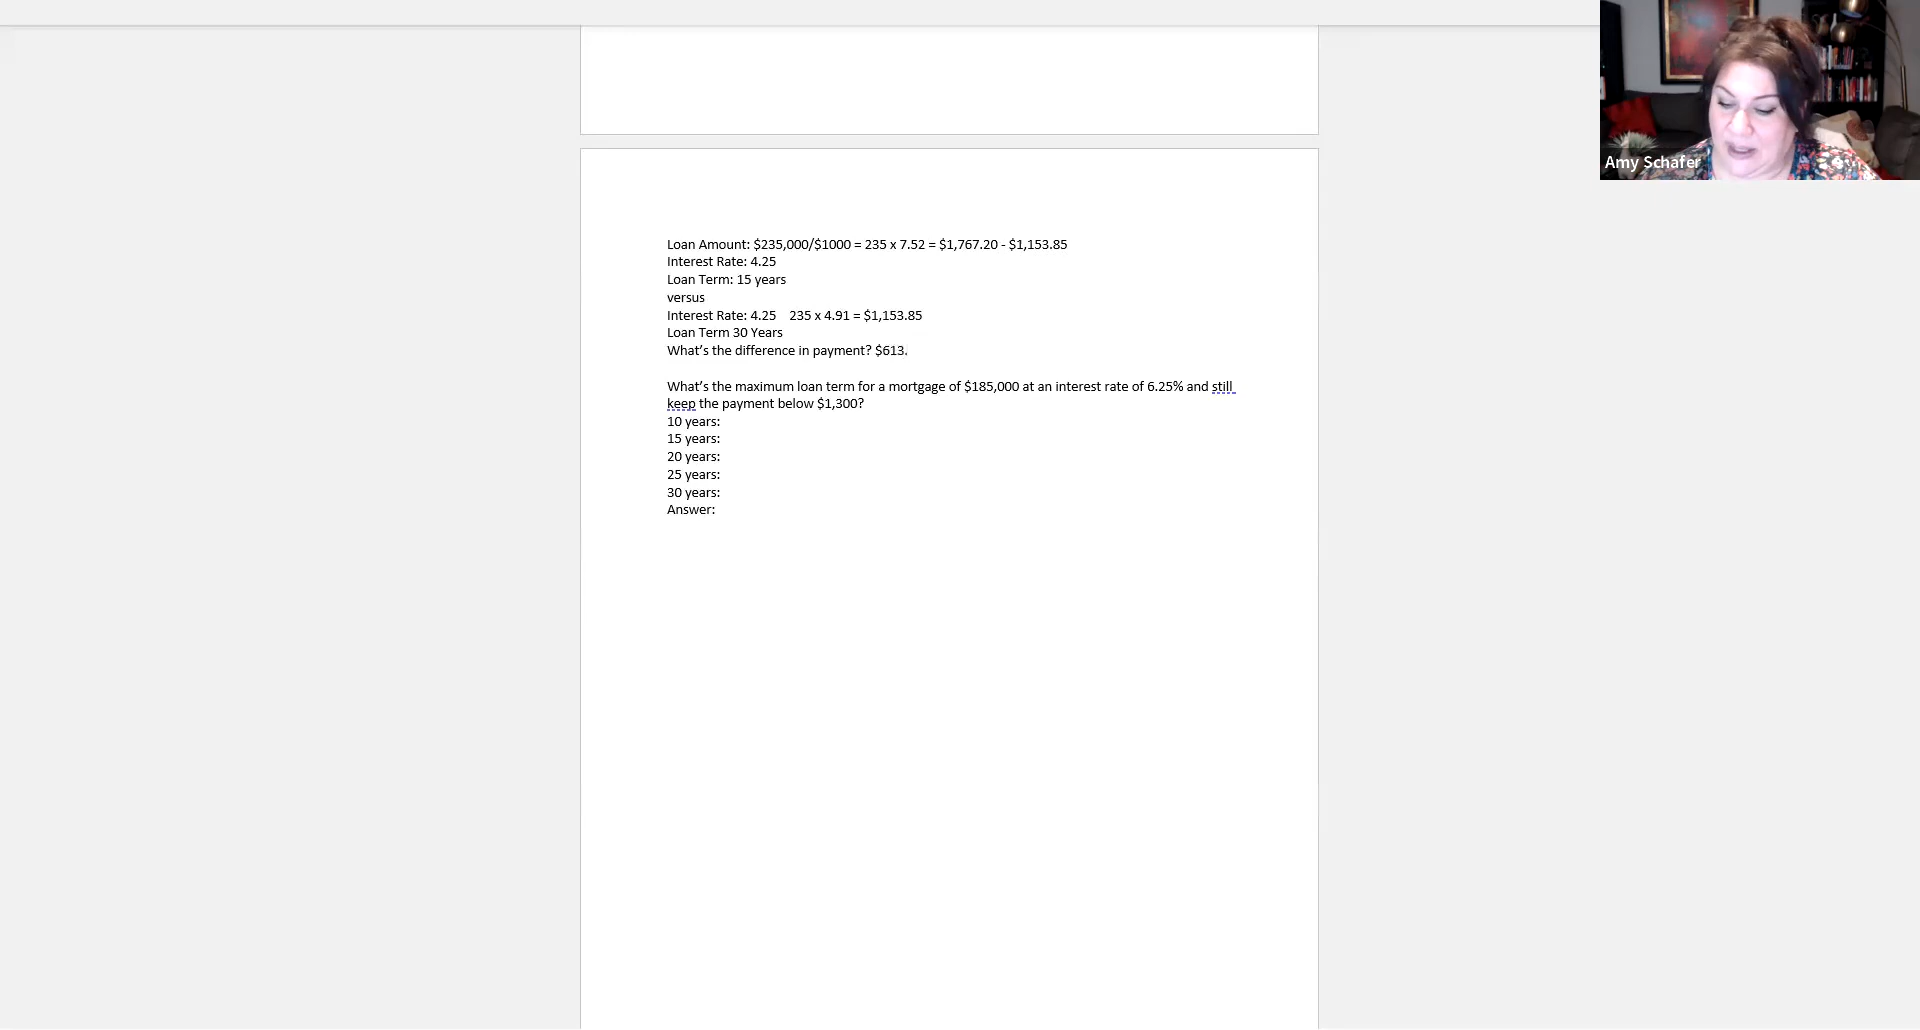 Amy Schafer
Loan Amount: $235,000/$1000 = 235 x 7.52 = $1,767.20 - $1,153.85
Interest Rate: 4.25
Loan Term: 15 years
versus
Interest Rate: 4.25    235 x 4.91 = $1,153.85
Loan Term 30 Years
What's the difference in payment? $613.
What's the maximum loan term for a mortgage of $185,000 at an interest rate of 6.25% and still
keep the payment below $1,300?
10 years:
15 years:
20 years:
25 years:
30 years:
Answer: